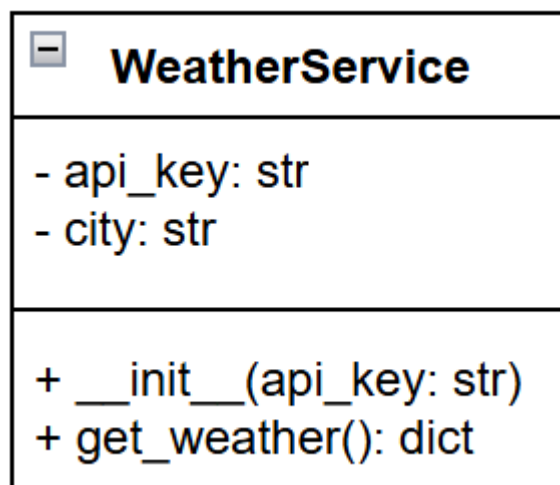 WeatherService
- api_key: str
- city: str
+ __init__(api_key: str)
+ get_weather(): dict